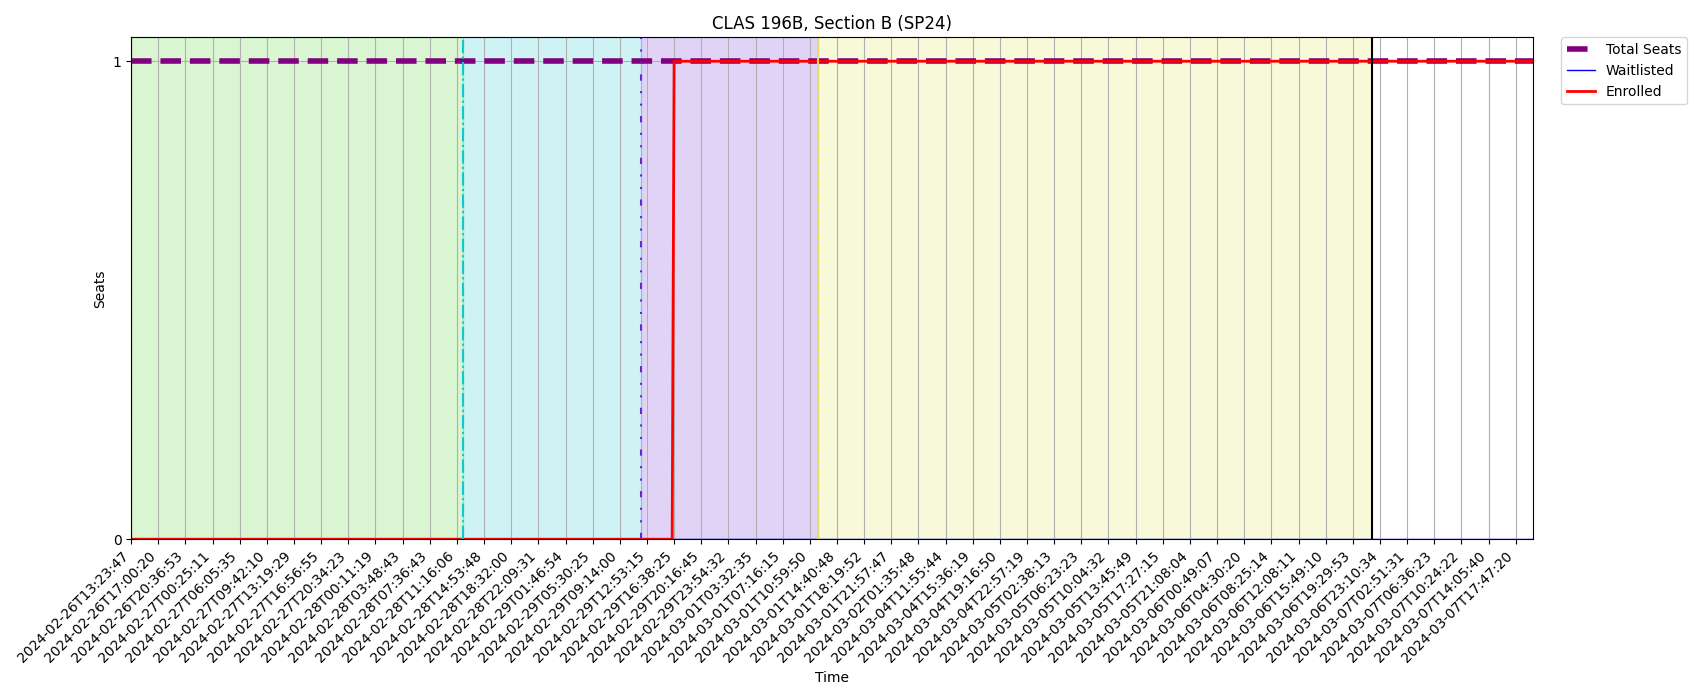 CLAS 196B, Section B (SP24)
Total Seats
Waitlisted
Enrolled
1
Seats
0
2024-02-26T13:23:47
2024-02-26T17:00:20
2024-02-26T20:36:53
2024-02-27T00:25:11
2024-02-27T06:05:35
2024-02-27T09:42:10
2024-02-27T13:19:29
2024-02-27T16:56:55
2024-02-27T20:34:23
2024-02-28T00:11:19
2024-02-28T03:48:43
2024-02-28T07:36:43
2024-02-28T11:16:06
2024-02-28T14:53:48
2024-02-28T18:32:00
2024-02-28T22:09:31
2024-02-29T01:46:54
2024-02-29T05:30:25
2024-02-29T09:14:00
2024-02-29T12:53:15
2024-02-29T16:38:25
2024-02-29T20:16:45
2024-02-29T23:54:32
2024-03-01T03:32:35
2024-03-01T07:16:15
2024-03-01T10:59:50
2024-03-01T14:40:48
2024-03-01T18:19:52
2024-03-01T21:57:47
2024-03-02T01:35:48
2024-03-04T11:55:44
2024-03-04T15:36:19
2024-03-04T19:16:50
2024-03-04T22:57:19
2024-03-05T02:38:13
2024-03-05T06:23:23
2024-03-05T10:04:32
2024-03-05T13:45:49
2024-03-05T17:27:15
2024-03-05T21:08:04
2024-03-06T00:49:07
2024-03-06T04:30:20
2024-03-06T08:25:14
2024-03-06T12:08:11
2024-03-06T15:49:10
2024-03-06T19:29:53
2024-03-06T23:10:34
2024-03-07T02:51:31
2024-03-07T06:36:23
2024-03-07T10:24:22
2024-03-07T14:05:40
2024-03-07T17:47:20
Time